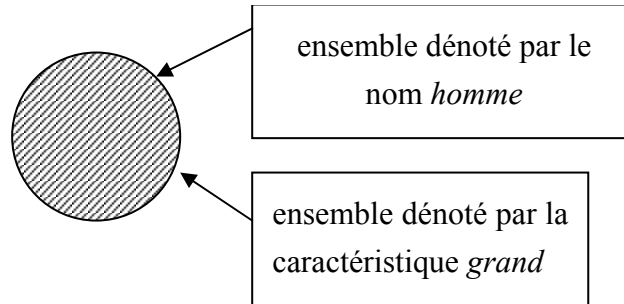 ensemble dénoté par le
nom homme
ensemble dénoté par la
caractéristique grand